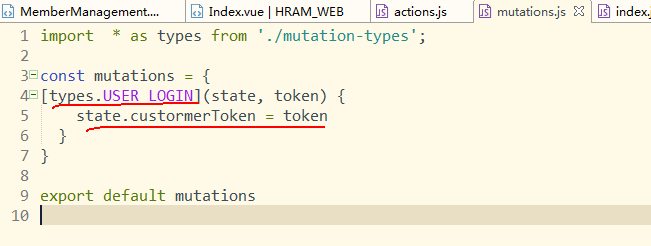 MemberManagement.... Index.vue | HRAM_WEB actions.js mutations.js index.j
1 import * as types from './mutation-types';
2
3 const mutations = {
4 [types.USER_LOGIN](state, token) {
5 state.custormerToken = token
6 }
7 }
8
9 export default mutations
10